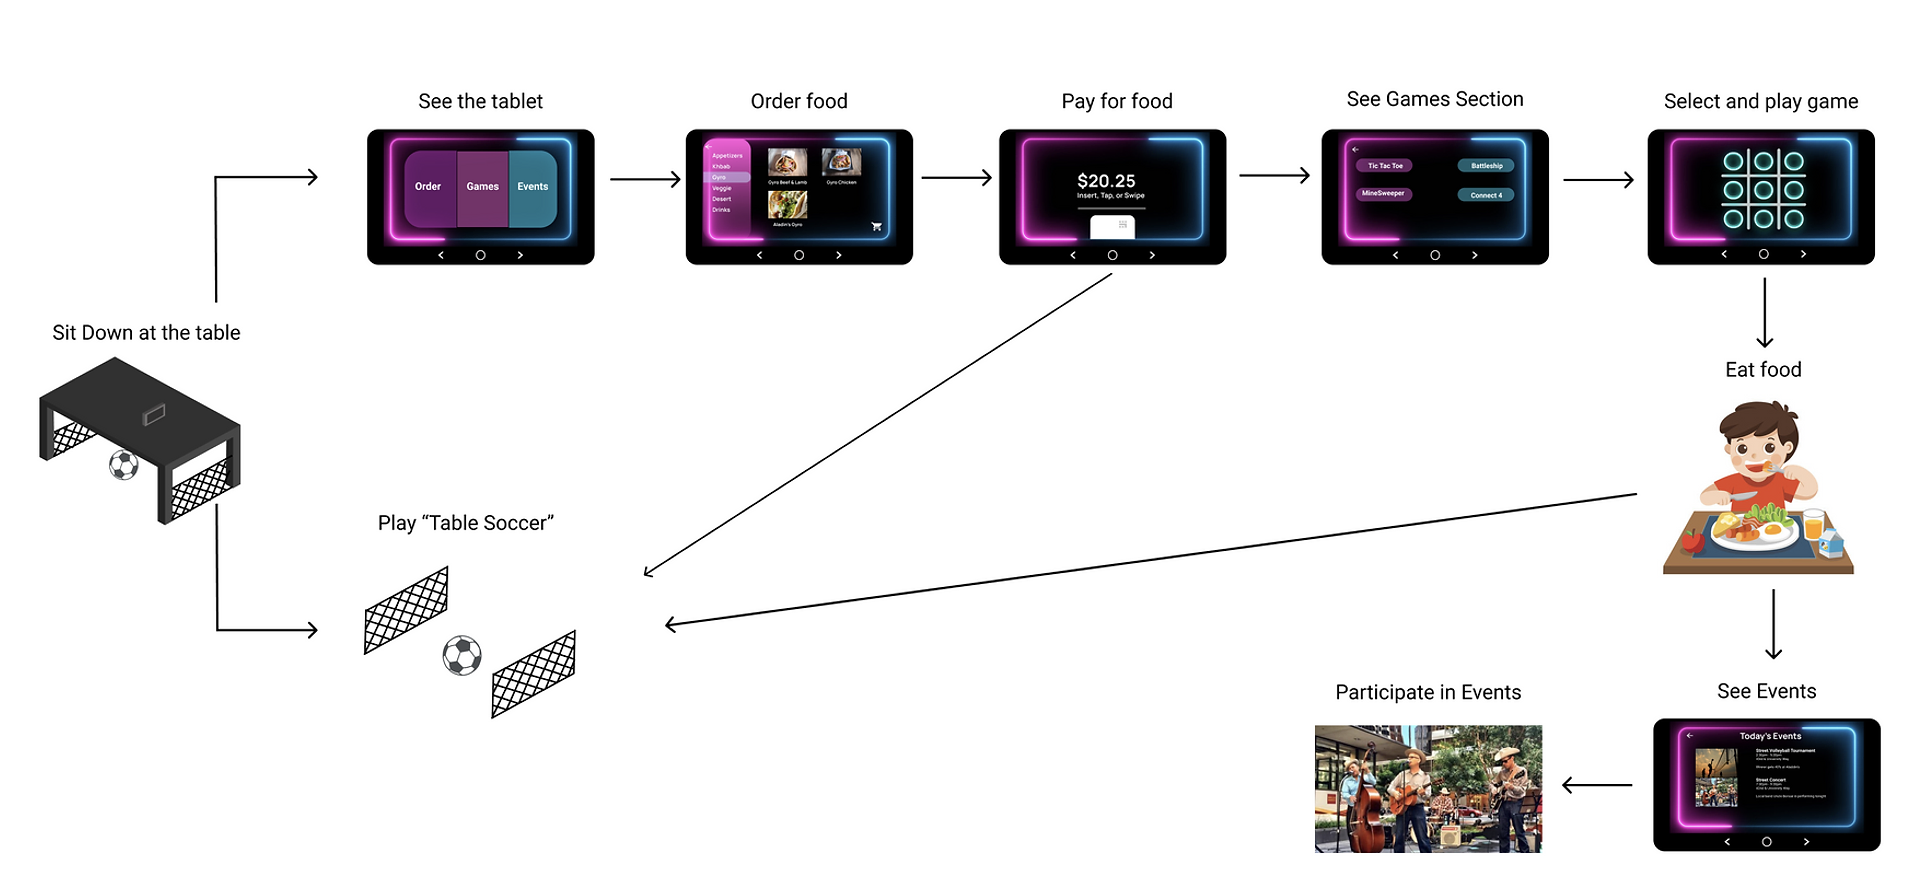 See the tablet
Order food
Pay for food
See Games Section
Select and play game
Order
Games
Events
Appetizers
Khbab
Gyro
Veggie
Desert
Drinks
Gyro Beef & Lamb
Gyro Chicken
Aladin's Gyro
$20.25
Insert, Tap, or Swipe
Tic Tac Toe
Battleship
MineSweeper
Connect 4
Sit Down at the table
Eat food
Play “Table Soccer”
Participate in Events
See Events
Today's Events
Street Volleyball Tournament
Street Concert